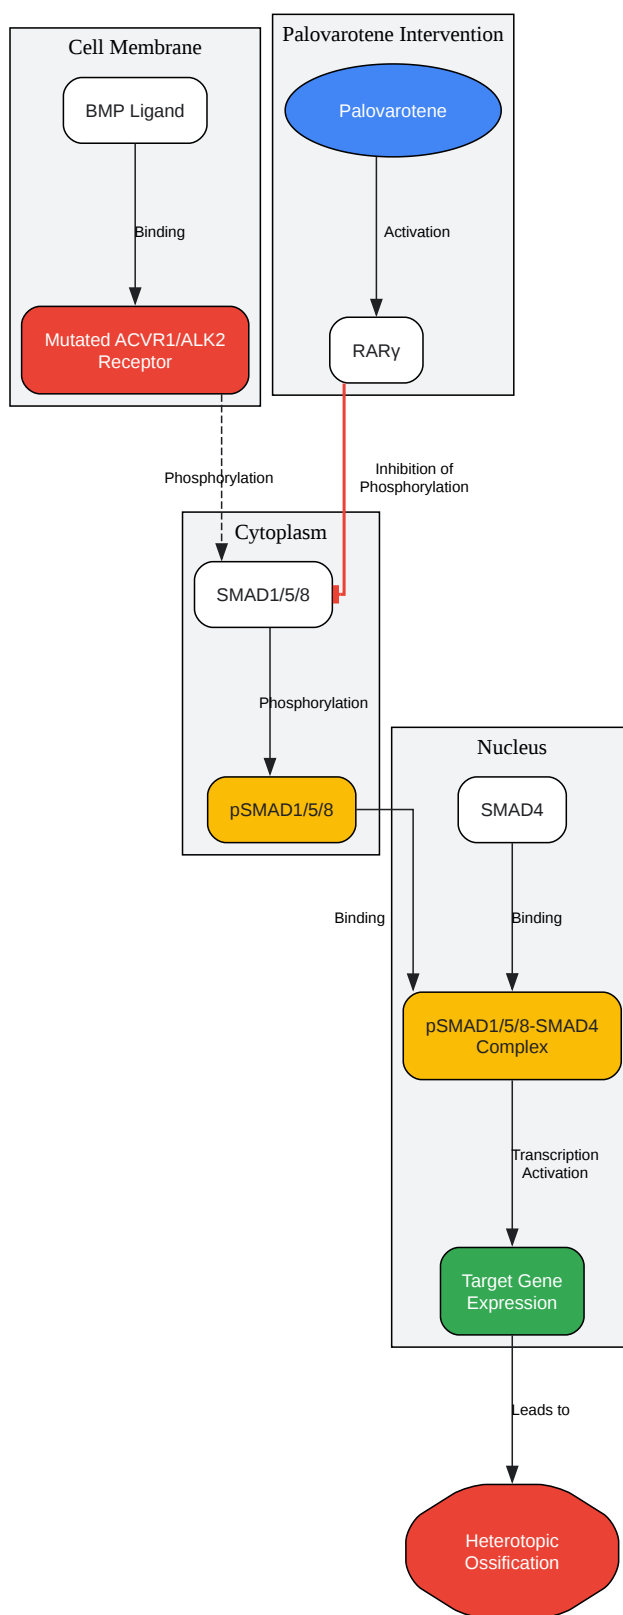 Cell Membrane
BMP Ligand
Binding
Mutated ACVR1/ALK2
Receptor
Palovarotene Intervention
Palovarotene
Activation
RARγ
Phosphorylation
Inhibition of
Phosphorylation
Cytoplasm
SMAD1/5/8
Phosphorylation
pSMAD1/5/8
Nucleus
SMAD4
Binding
Binding
pSMAD1/5/8-SMAD4
Complex
Transcription
Activation
Target Gene
Expression
Leads to
Heterotopic
Ossification